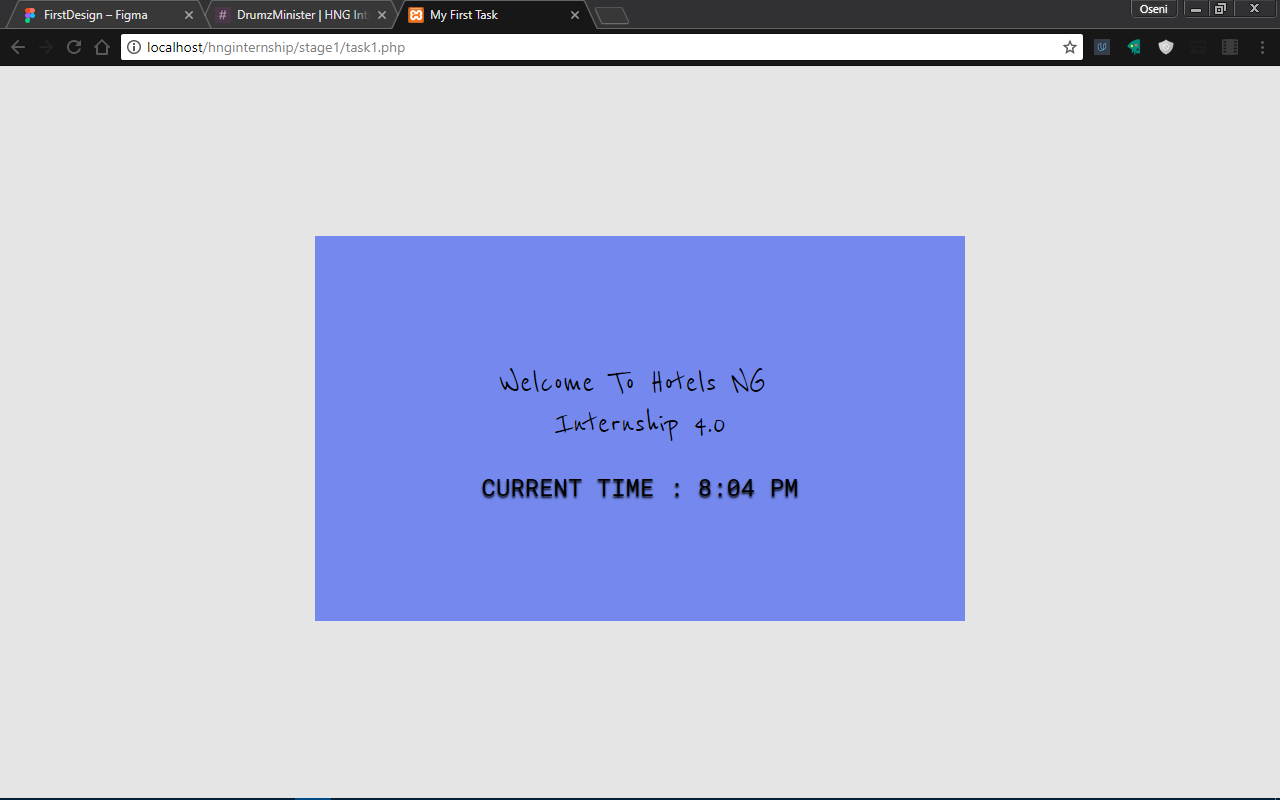 FirstDesign – Figma
DrumzMinister | HNG Int
My First Task
Oseni
localhost/hnginternship/stage1/task1.php
Welcome To Hotels NG
Internship 4.0
CURRENT TIME : 8:04 PM